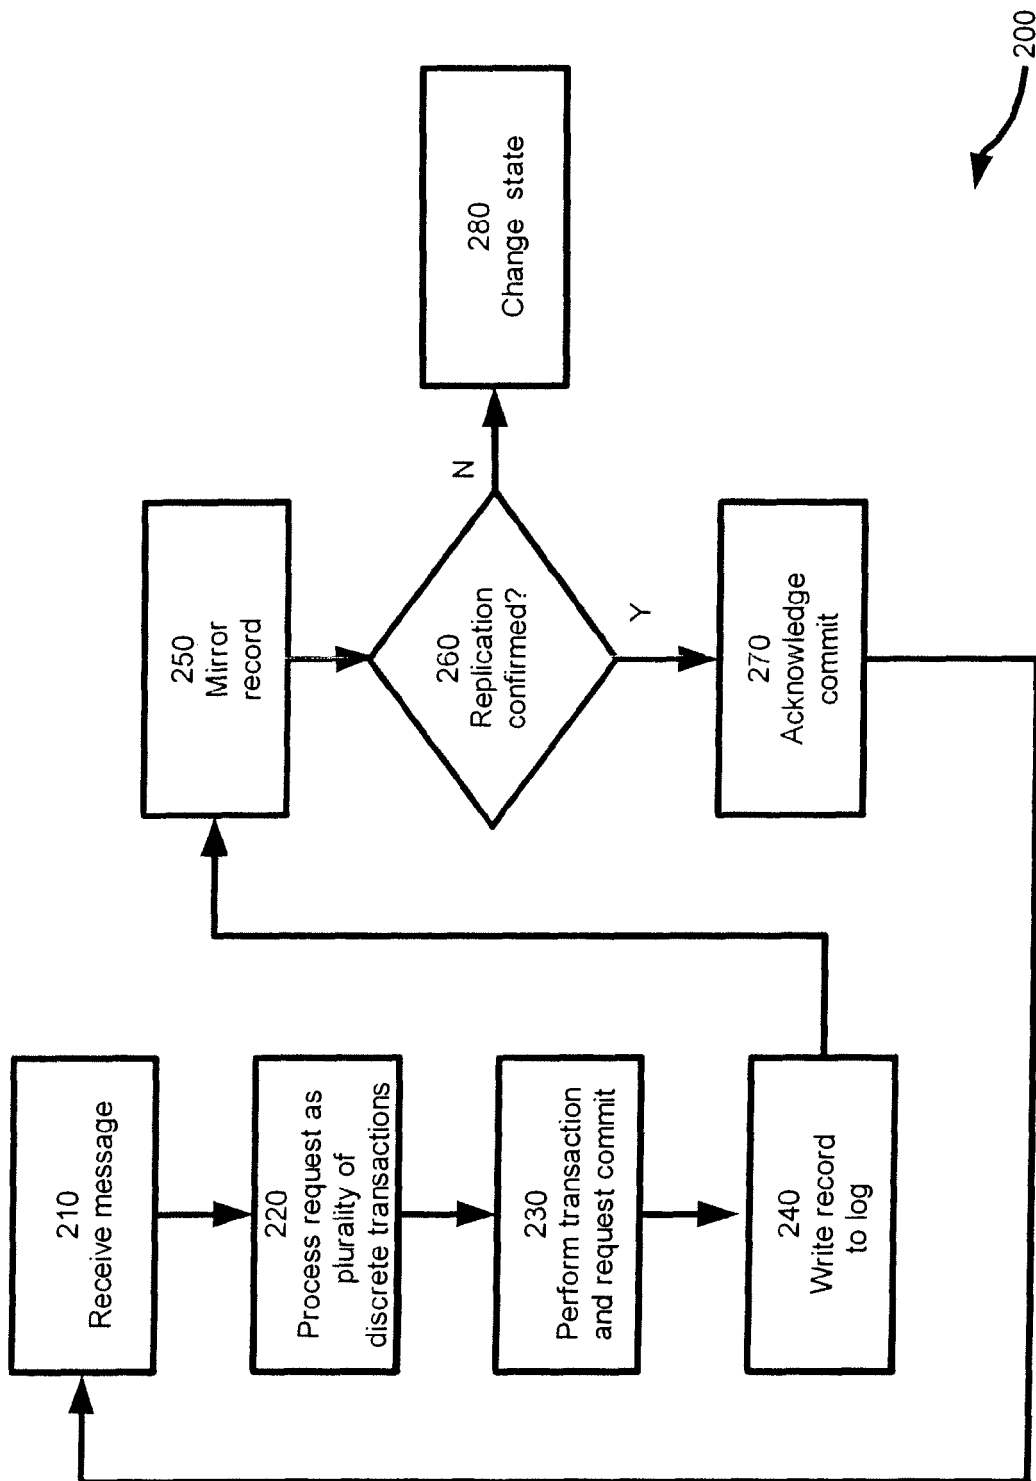 210
Receive message
220
Process request as
plurality of
discrete transactions
230
Perform transaction
and request commit
240
Write record
to log
250
Mirror
record
260
Replication
confirmed?
N
Y
270
Acknowledge
commit
280
Change state
200